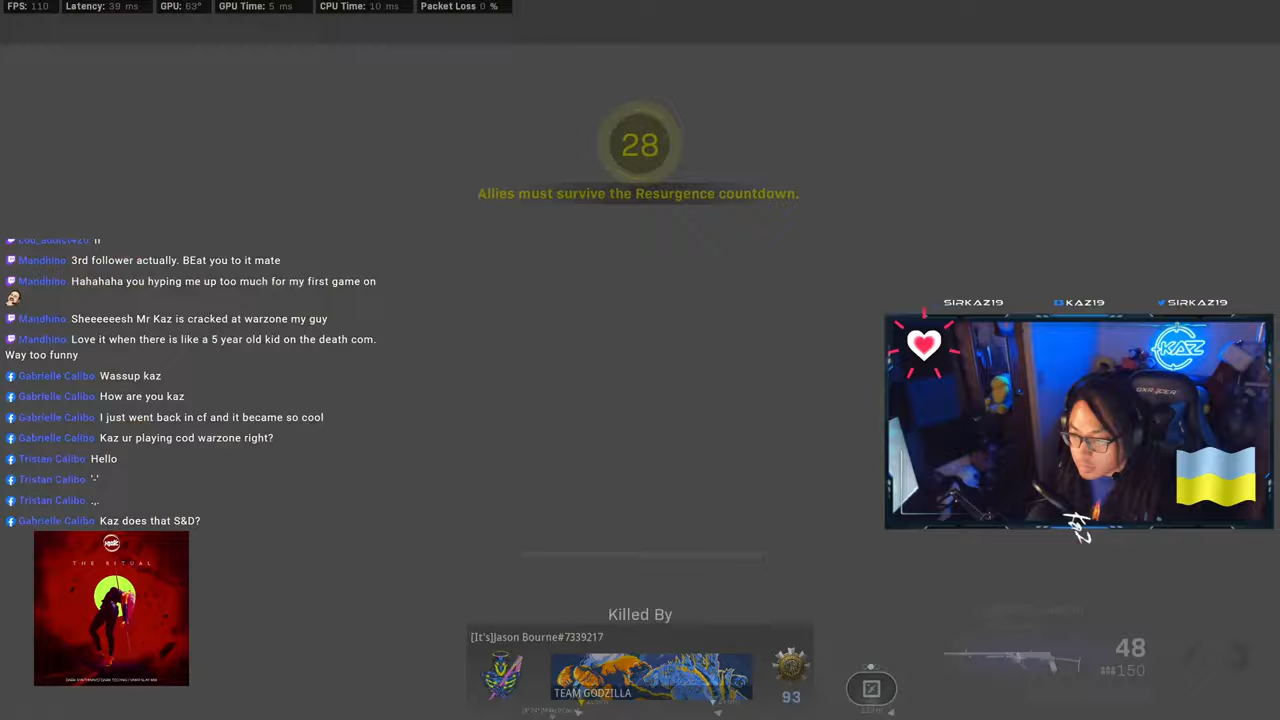 FPS: 110 Latency: 39 ms GPU: 63° GPU Time: 5 ms CPU Time: 10 ms Packet Loss 0 %
28
Allies must survive the Resurgence countdown.
Mandhino: 3rd follower actually. BEat you to it mate
Mandhino: Hahahaha you hyping me up too much for my first game on
Mandhino: Sheeeeeesh Mr Kaz is cracked at warzone my guy
Mandhino: Love it when there is like a 5 year old kid on the death com.
Way too funny
Gabrielle Calibo: Wassup kaz
Gabrielle Calibo: How are you kaz
Gabrielle Calibo: I just went back in cf and it became so cool
Gabrielle Calibo: Kaz ur playing cod warzone right?
Tristan Calibo: Hello
Tristan Calibo: '-'
Tristan Calibo: .,.
Gabrielle Calibo: Kaz does that S&D?
THE RITUAL
SIRKAZ19 KAZ19 SIRKAZ19
KAZ
GXRACER
Kaz
Killed By
[It's]Jason Bourne#7339217
TEAM GODZILLA
93
48
150